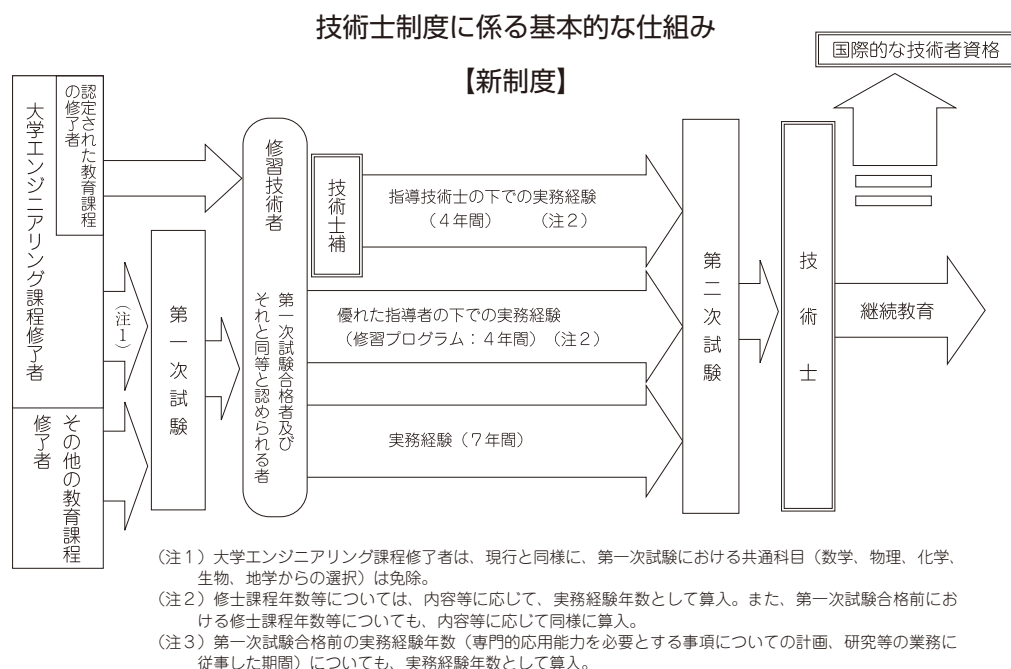 技術士制度に係る基本的な仕組み
【新制度】
国際的な技術者資格
大学エンジニアリング課程修了者
認定された教育課程
の修了者
その他の教育課程
修了者
(注1)
第一次試験
修習技術者
第一次試験合格者及び
それと同等と認められる者
技術士補
指導技術士の下での実務経験
(4年間) (注2)
優れた指導者の下での実務経験
(修習プログラム:4年間)(注2)
実務経験(7年間)
第二次試験
技術士
継続教育
(注1)大学エンジニアリング課程修了者は、現行と同様に、第一次試験における共通科目(数学、物理、化学、
生物、地学からの選択)は免除。
(注2)修士課程年数等については、内容等に応じて、実務経験年数として算入。また、第一次試験合格前にお
ける修士課程年数等についても、内容等に応じて同様に算入。
(注3)第一次試験合格前の実務経験年数(専門的応用能力を必要とする事項についての計画、研究等の業務に
従事した期間)についても、実務経験年数として算入。